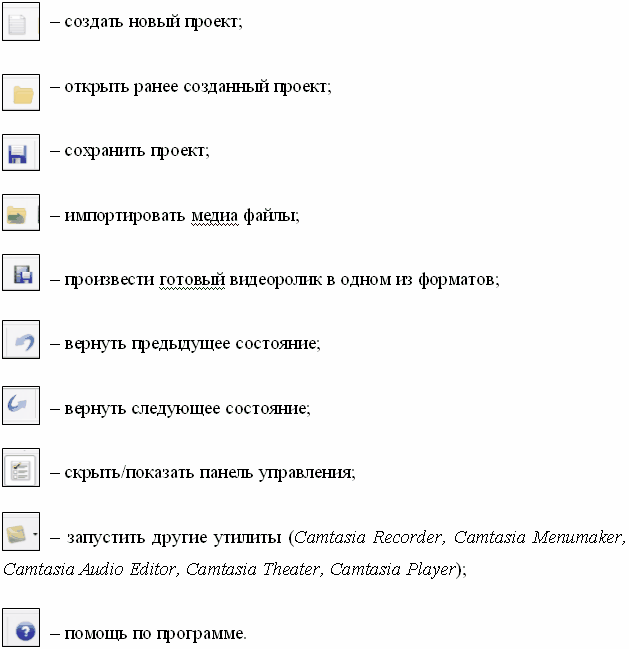 – создать новый проект;
– открыть ранее созданный проект;
– сохранить проект;
– импортировать медиа файлы;
– произвести готовый видеоролик в одном из форматов;
– вернуть предыдущее состояние;
– вернуть следующее состояние;
– скрыть/показать панель управления;
– запустить другие утилиты (Camtasia Recorder, Camtasia Menumaker,
Camtasia Audio Editor, Camtasia Theater, Camtasia Player);
– помощь по программе.